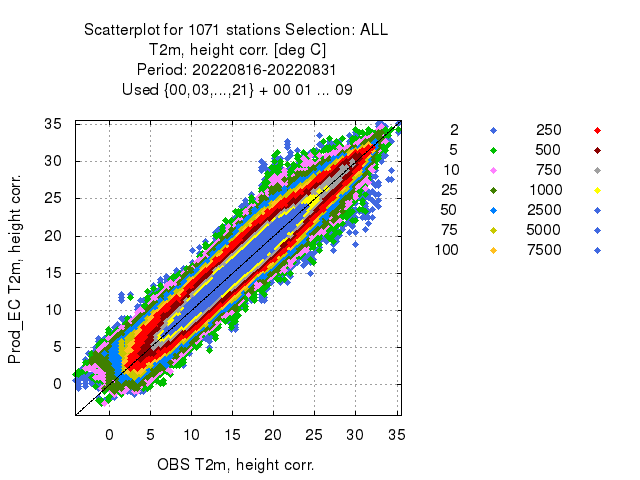 Scatterplot for 1071 stations Selection: ALL
T2m, height corr. [deg C]
Period: 20220816-20220831
Used {00,03,...,21} + 00 01 ... 09
35
30
25
20
15
10
5
0
Prod_EC T2m, height corr.
0 5 10 15 20 25 30 35
OBS T2m, height corr.
2 250
5 500
10 750
25 1000
50 2500
75 5000
100 7500